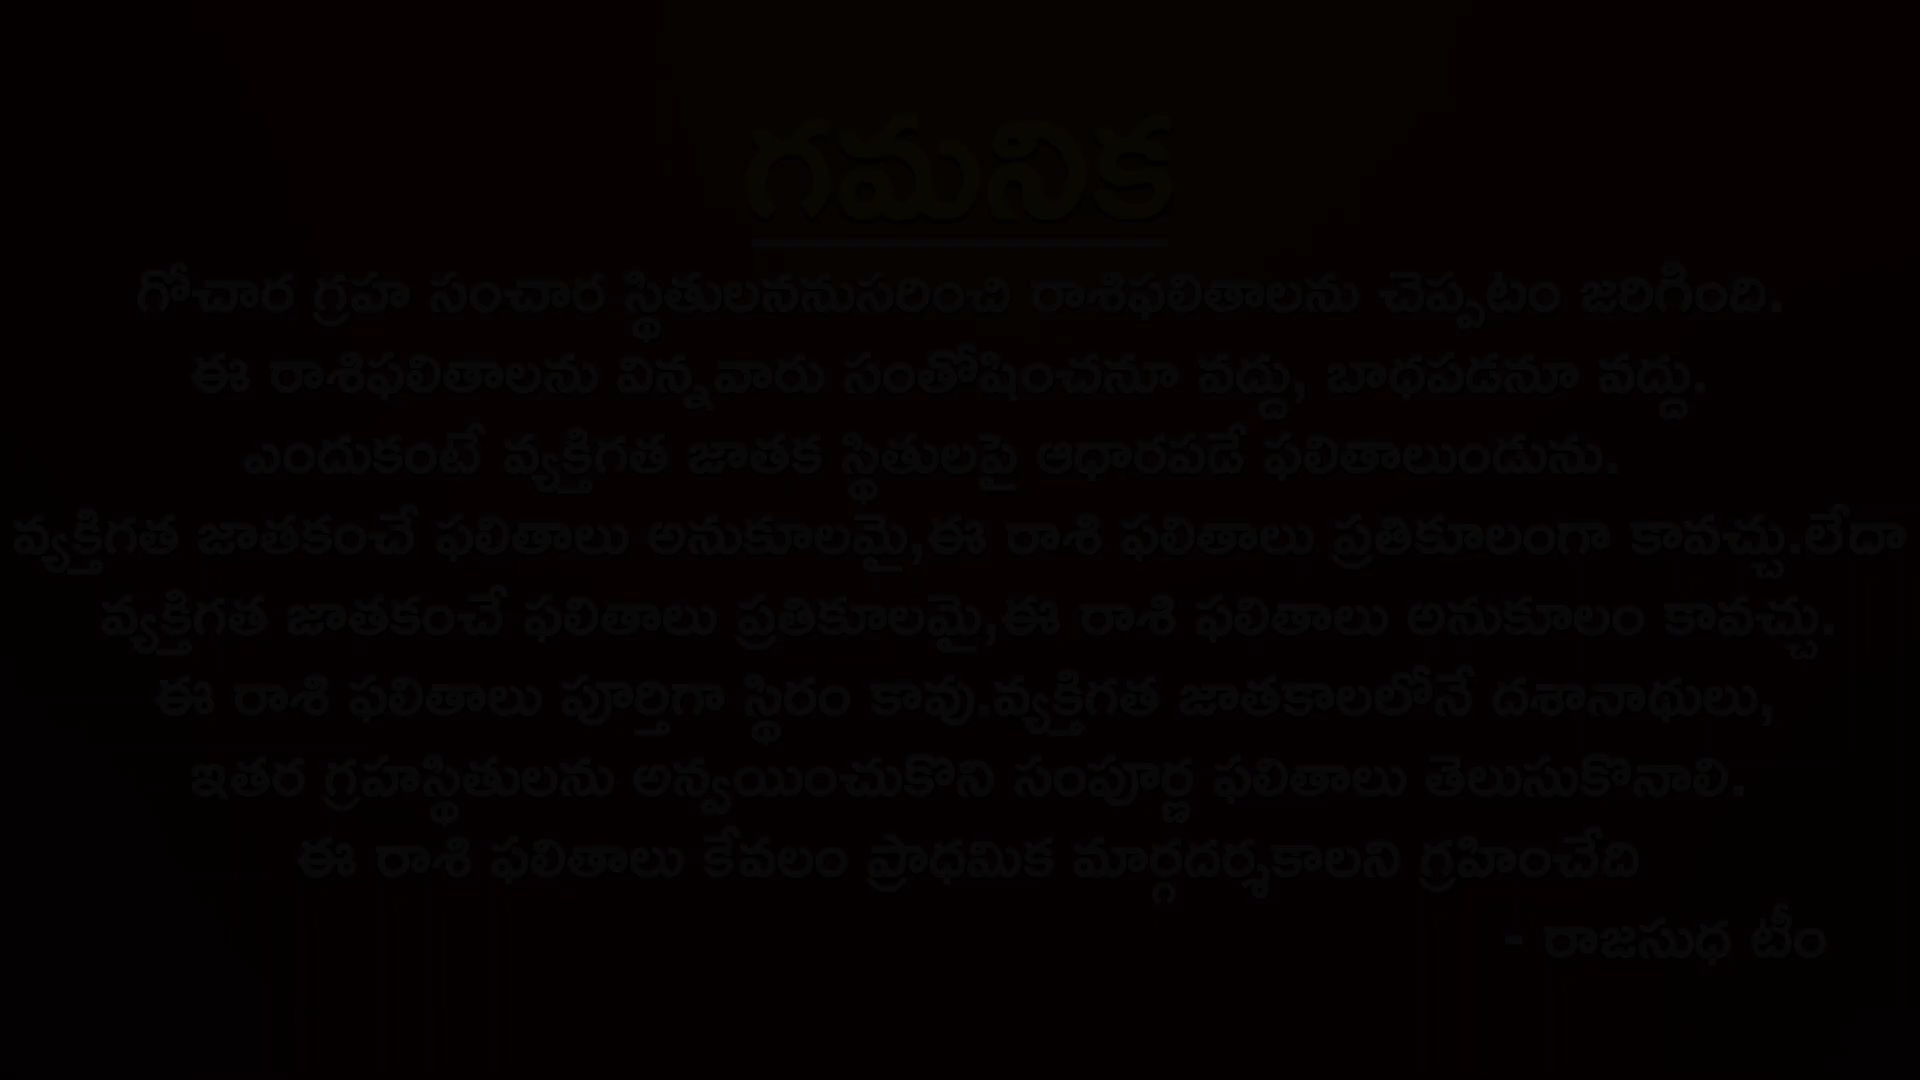 గమనిక
గోచార గ్రహ సంచార స్థితులననుసరించి రాశిఫలితాలను చెప్పటం జరిగింది.
ఈ రాశిఫలితాలను విన్నవారు సంతోషించనూ వద్దు, బాధపడనూ వద్దు.
ఎందుకంటే వ్యక్తిగత జాతక స్థితులపై ఆధారపడే ఫలితాలుండును.
వ్యక్తిగత జాతకంచే ఫలితాలు అనుకూలమై,ఈ రాశి ఫలితాలు ప్రతికూలంగా కావచ్చు.లేదా
వ్యక్తిగత జాతకంచే ఫలితాలు ప్రతికూలమై,ఈ రాశి ఫలితాలు అనుకూలం కావచ్చు.
ఈ రాశి ఫలితాలు పూర్తిగా స్థిరం కావు.వ్యక్తిగత జాతకాలలోనే దశానాథులు,
ఇతర గ్రహస్థితులను అన్వయించుకొని సంపూర్ణ ఫలితాలు తెలుసుకొనాలి.
ఈ రాశి ఫలితాలు కేవలం ప్రాధమిక మార్గదర్శకాలని గ్రహించేది
- రాజసుధ టీం